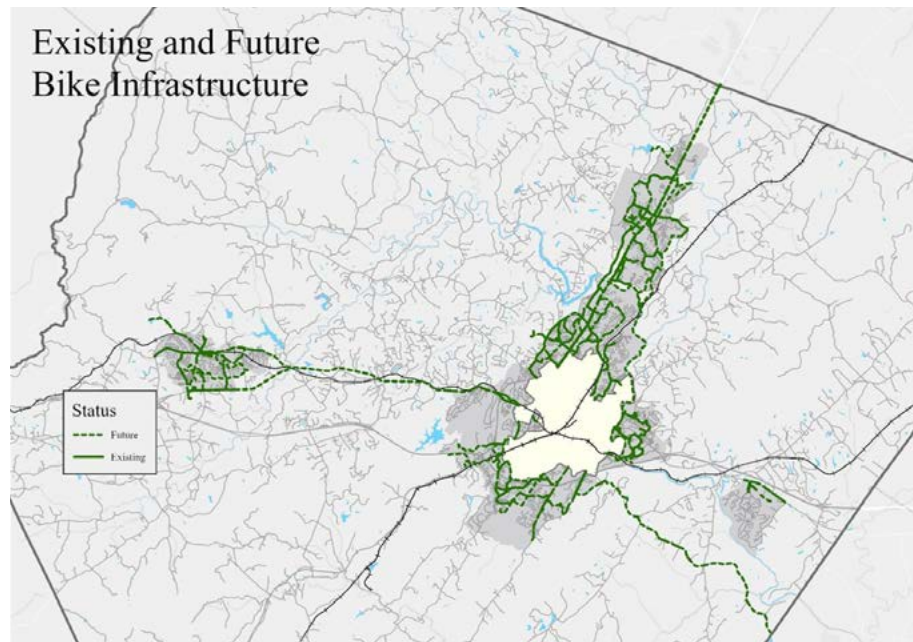 Existing and Future
Bike Infrastructure
Status
Future
Existing